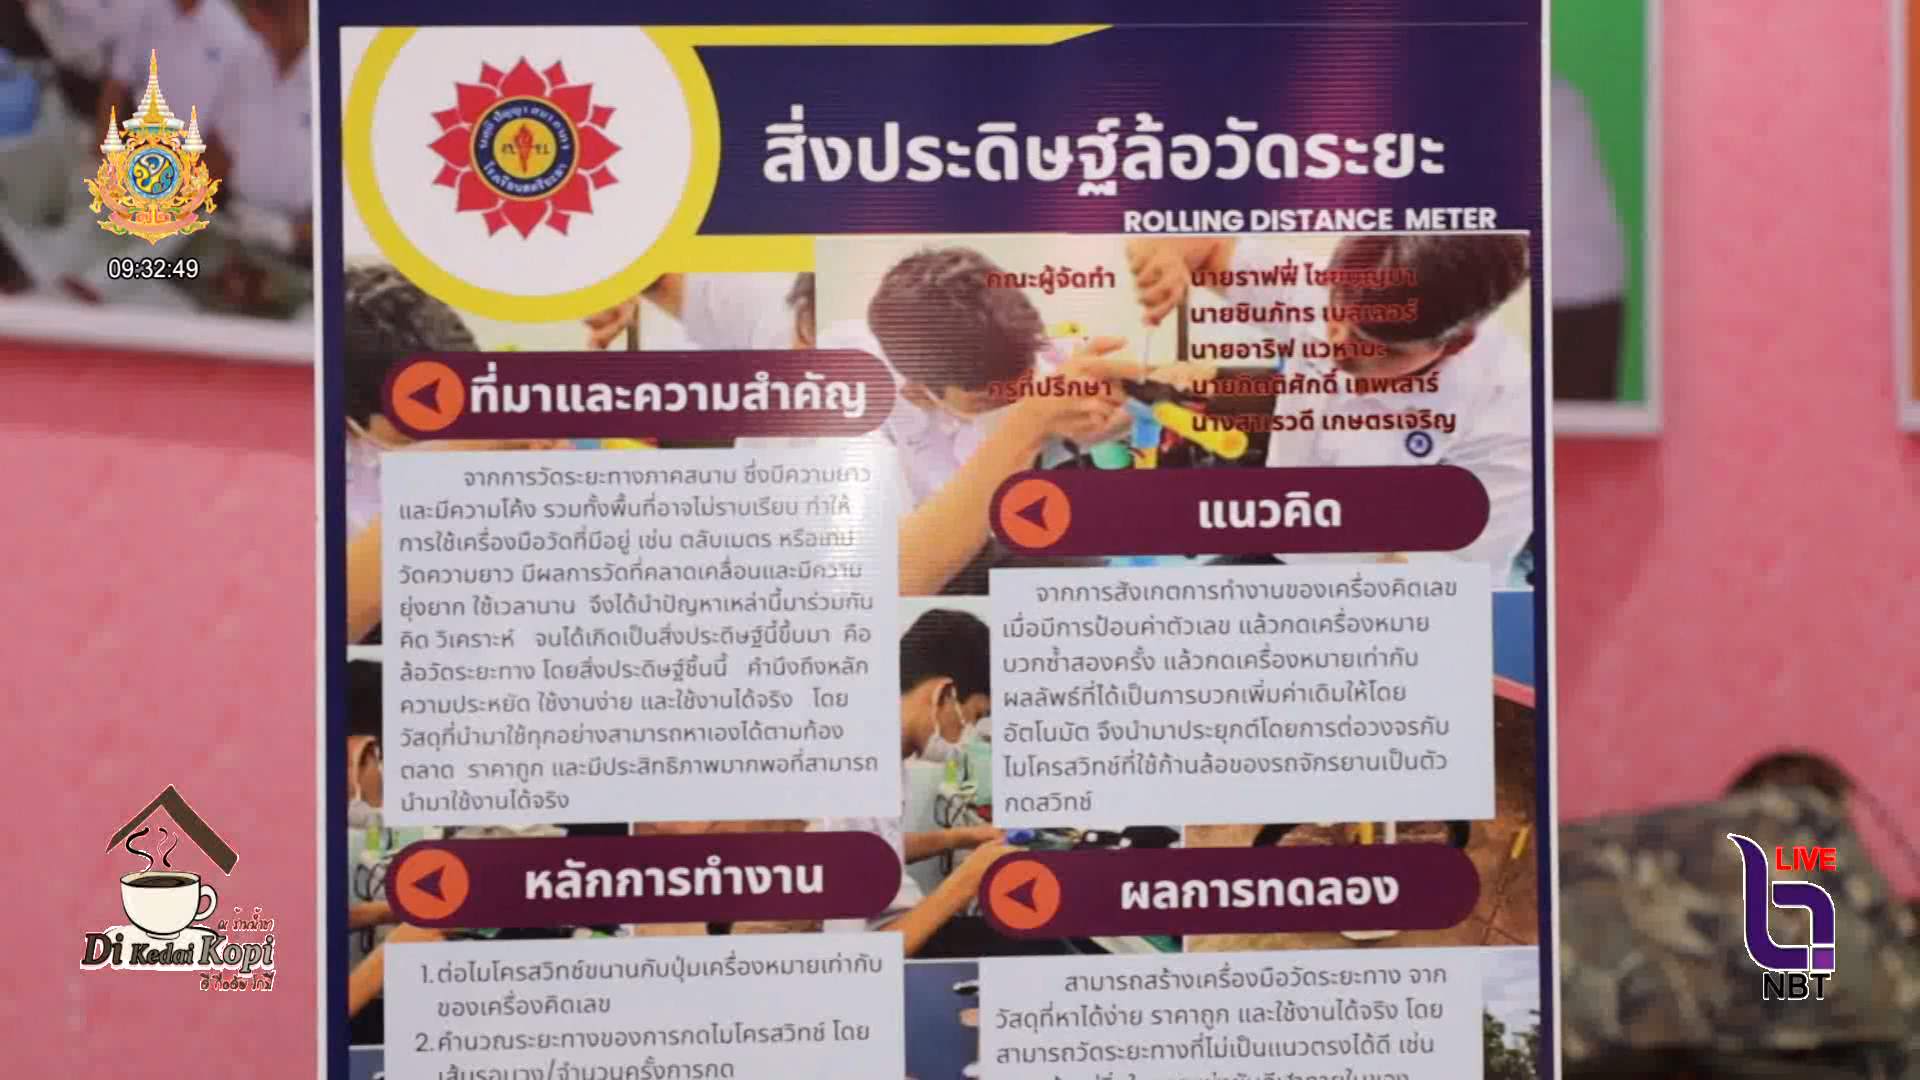 สิ่งประดิษฐ์ล้อวัดระยะ
ROLLING DISTANCE METER
09:32:49
คณะผู้จัดทำ
นายราฟฟี่
นายชินภัทร เบสเลอร์
นายอาริฟ แวหามะ
ครูที่ปรึกษา
นายกิตติศักดิ์ เทพเสาร์
นางสาเรวดี เกษตรเจริญ
ที่มาและความสำคัญ
จากการวัดระยะทางภาคสนาม ซึ่งมีความยาว
และมีความโค้ง รวมทั้งพื้นที่อาจไม่ราบเรียบ ทำให้
การใช้เครื่องมือวัดที่มีอยู่ เช่น ตลับเมตร หรือเทป
วัดความยาว มีผลการวัดที่คลาดเคลื่อนและมีความ
ยุ่งยาก ใช้เวลานาน จึงได้นำปัญหาเหล่านี้มาร่วมกัน
คิด วิเคราะห์ จนได้เกิดเป็นสิ่งประดิษฐ์นี้ขึ้นมา คือ
ล้อวัดระยะทาง โดยสิ่งประดิษฐ์ชิ้นนี้ คำนึงถึงหลัก
ความประหยัด ใช้งานง่าย และใช้งานได้จริง โดย
วัสดุที่นำมาใช้ทุกอย่างสามารถหาเองได้ตามท้อง
ตลาด ราคาถูก และมีประสิทธิภาพมากพอที่สามารถ
นำมาใช้งานได้จริง
แนวคิด
จากการสังเกตการทำงานของเครื่องคิดเลข
เมื่อมีการป้อนค่าตัวเลข แล้วกดเครื่องหมาย
บวกซ้ำสองครั้ง แล้วกดเครื่องหมายเท่ากับ
ผลลัพธ์ที่ได้เป็นการบวกเพิ่มค่าเดิมให้โดย
อัตโนมัต จึงนำมาประยุกต์โดยการต่อวงจรกับ
ไมโครสวิทช์ที่ใช้ก้านล้อของรถจักรยานเป็นตัว
กดสวิทช์
หลักการทำงาน
1. ต่อไมโครสวิทช์ขนานกับปุ่มเครื่องหมายเท่ากับ
ของเครื่องคิดเลข
2. คำนวณระยะทางของการกดไมโครสวิทช์ โดย
เส้นรอบวง/จำนวนครั้งการกด
ผลการทดลอง
สามารถสร้างเครื่องมือวัดระยะทาง จาก
วัสดุที่หาได้ง่าย ราคาถูก และใช้งานได้จริง โดย
สามารถวัดระยะทางที่ไม่เป็นแนวตรงได้ดี เช่น
Di Kedai Kopi
LIVE
NBT